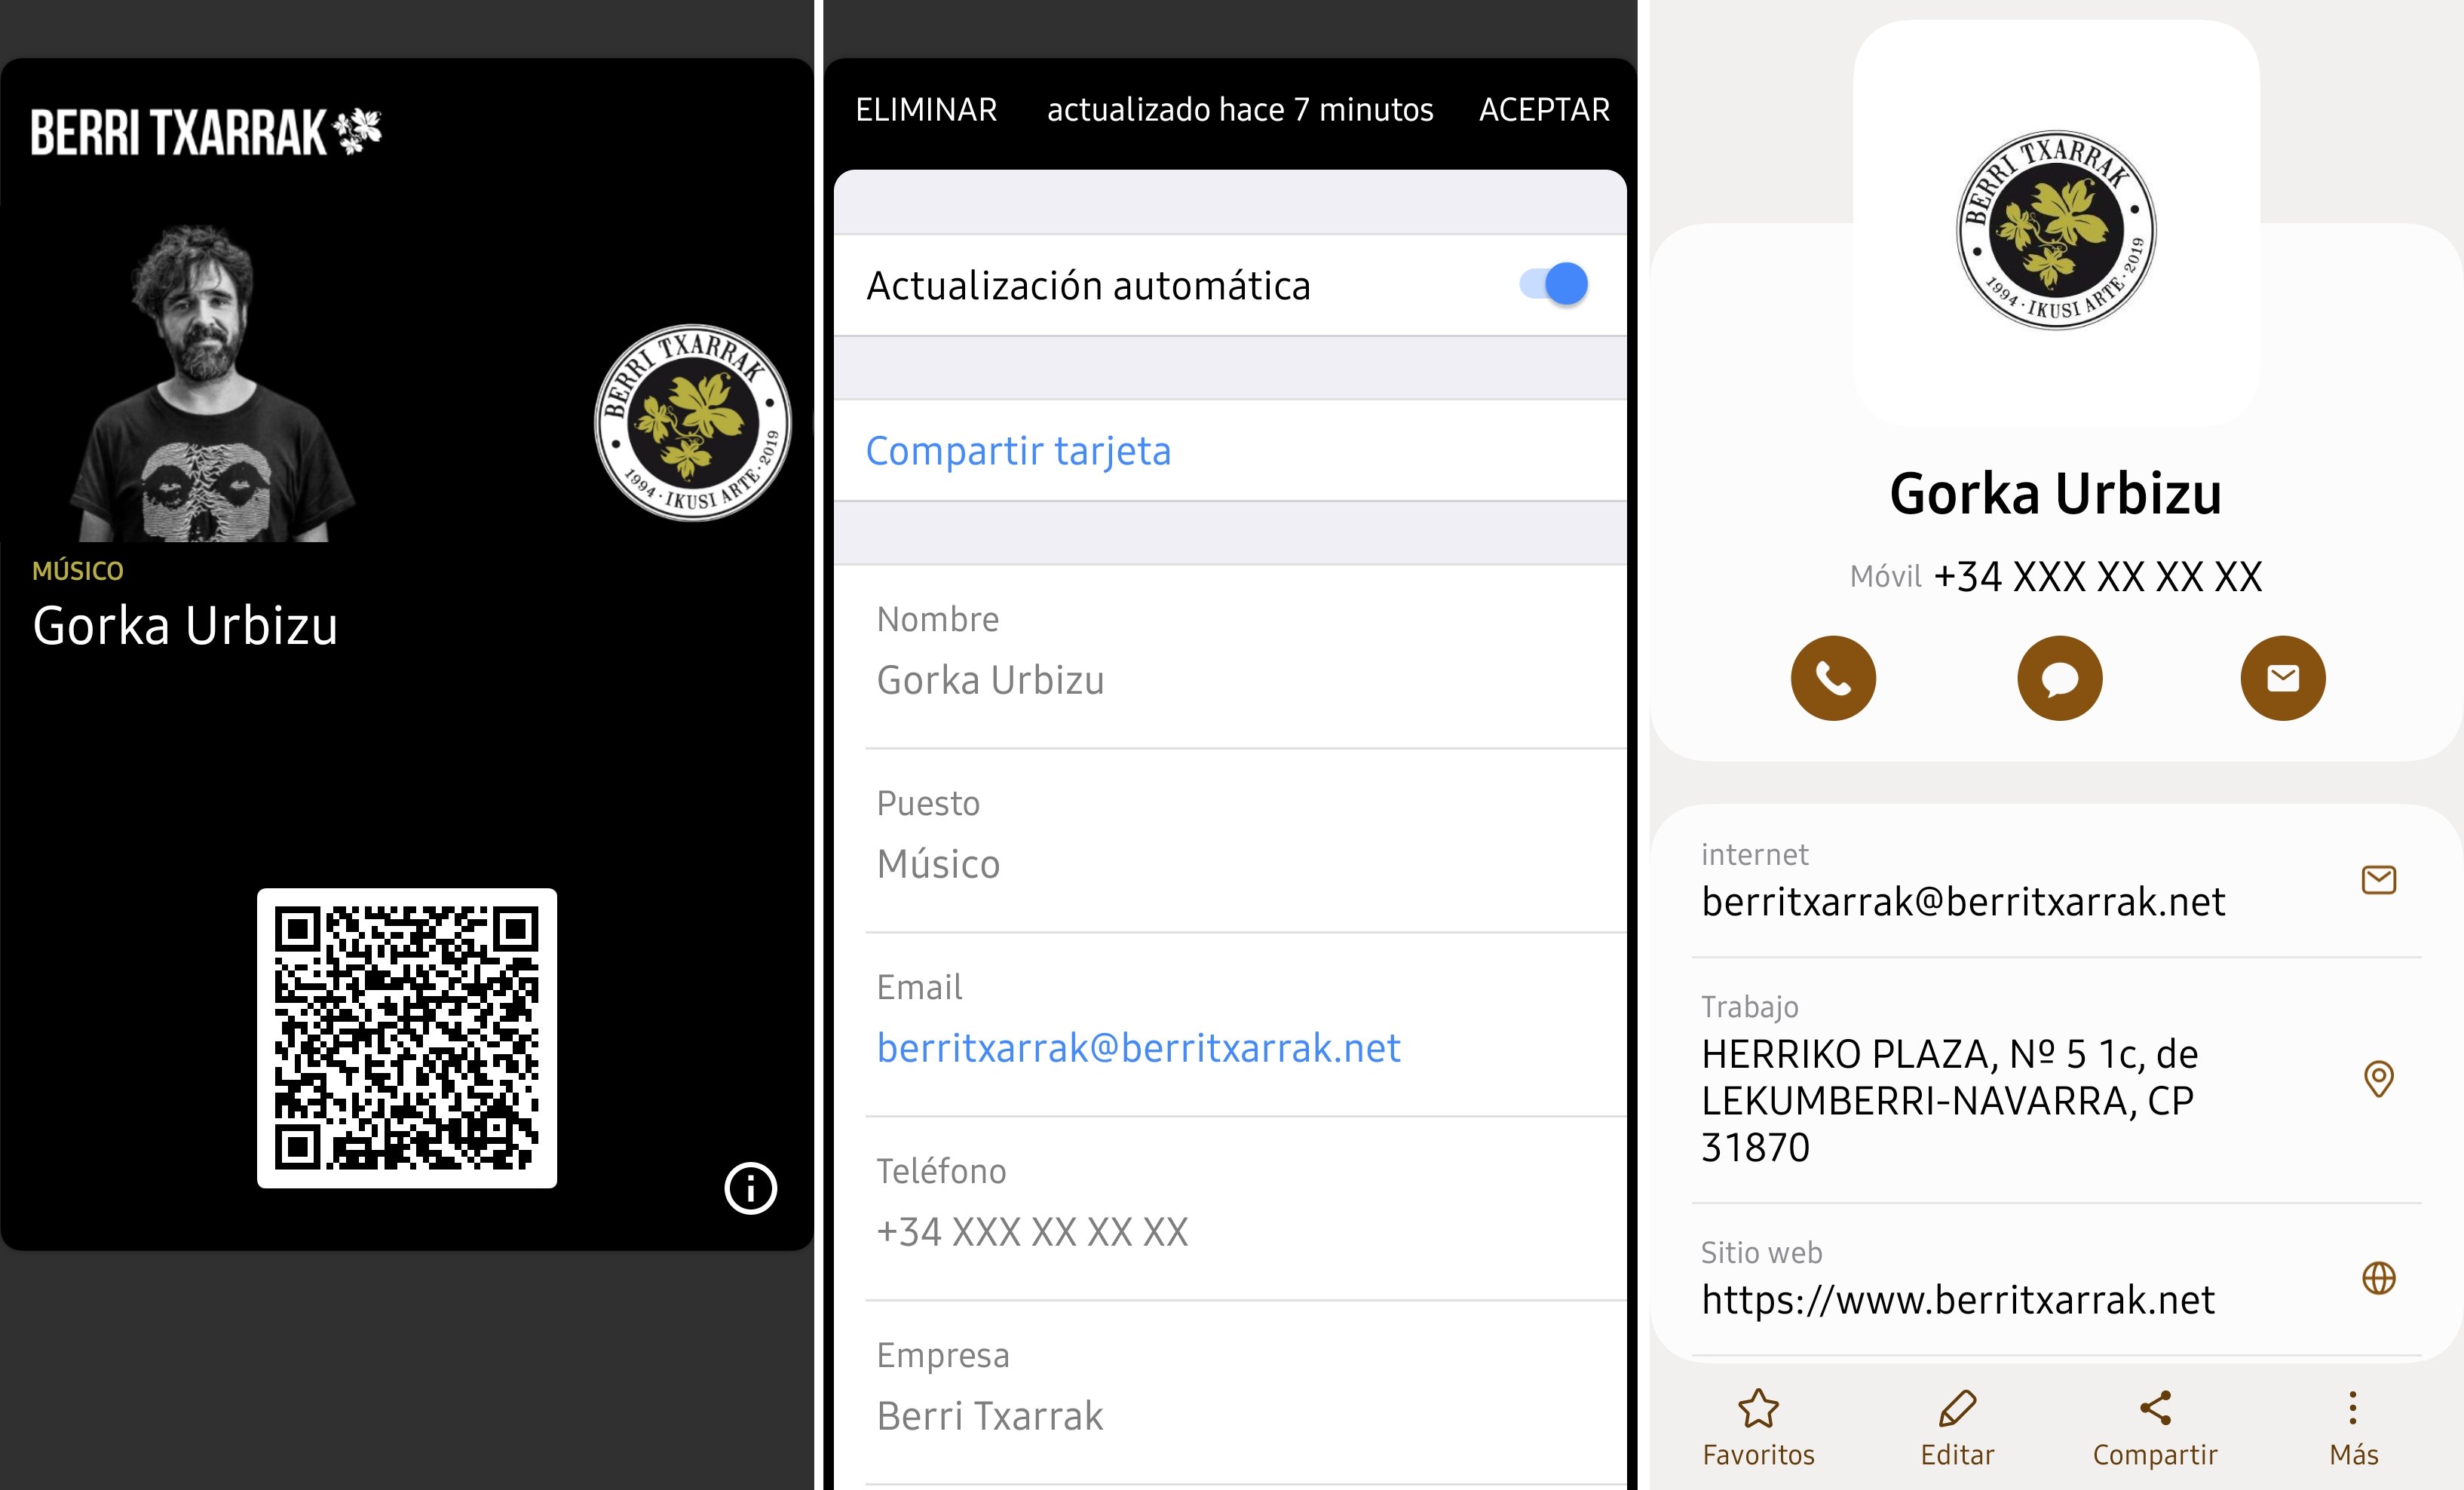 BERRI TXARRAK
BERRI TXARRAK
1994 · IKUSI ARTE · 2019
MÚSICO
Gorka Urbizu
ELIMINAR actualizado hace 7 minutos ACEPTAR
Actualización automática
Compartir tarjeta
Nombre
Gorka Urbizu
Puesto
Músico
Email
berritxarrak@berritxarrak.net
Teléfono
+34 XXX XX XX XX
Empresa
Berri Txarrak
BERRI TXARRAK
1994 · IKUSI ARTE · 2019
Gorka Urbizu
Móvil +34 XXX XX XX XX
internet
berritxarrak@berritxarrak.net
Trabajo
HERRIKO PLAZA, Nº 5 1c, de
LEKUMBERRI-NAVARRA, CP
31870
Sitio web
https://www.berritxarrak.net
Favoritos Editar Compartir Más